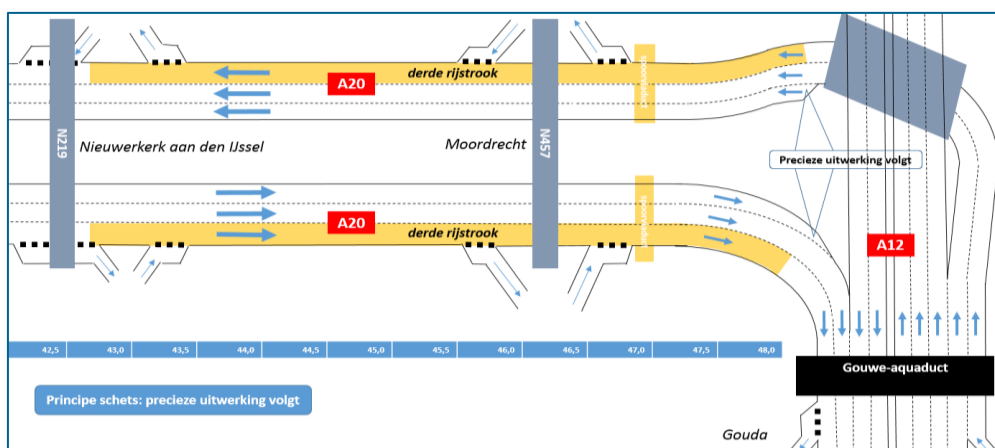 A20
derde rijstrook
N219
Nieuwerkerk aan den IJssel
Moordrecht
N457
Precieze uitwerking volgt
A20
derde rijstrook
A12
42,5 43,0 43,5 44,0 44,5 45,0 45,5 46,0 46,5 47,0 47,5 48,0
Gouwe-aquaduct
Principe schets: precieze uitwerking volgt
Gouda